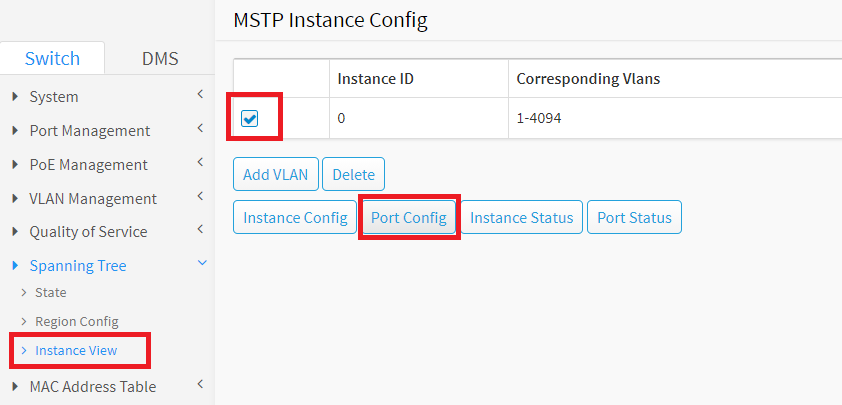 MSTP Instance Config
Switch DMS
System
Port Management
PoE Management
VLAN Management
Quality of Service
Spanning Tree
State
Region Config
Instance View
MAC Address Table
Instance ID Corresponding Vlans
0 1-4094
Add VLAN Delete
Instance Config Port Config Instance Status Port Status